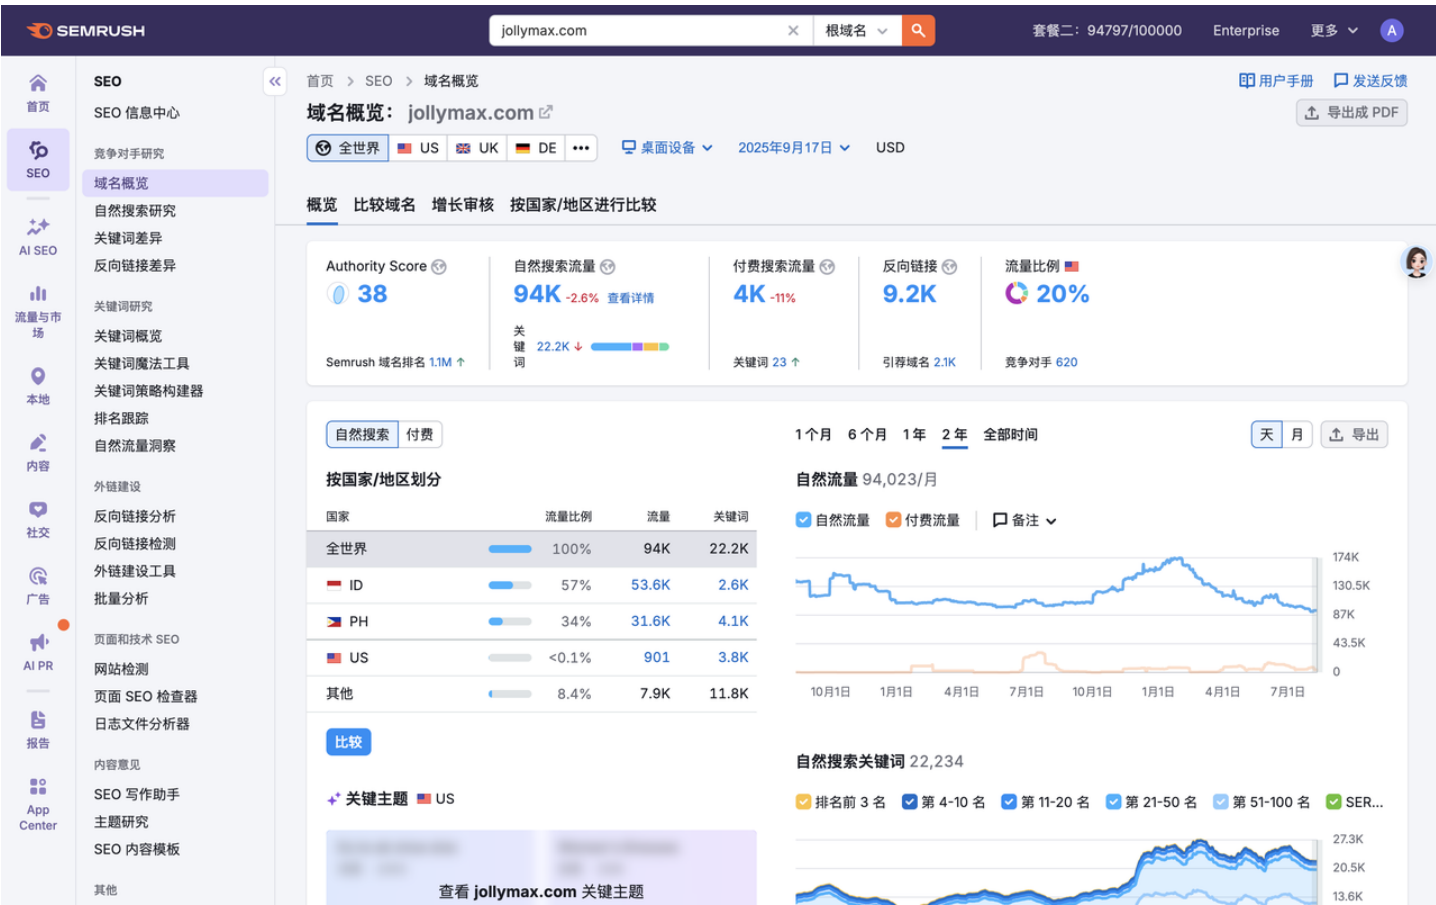 SEMRUSH
jollymax.com
根域名
套餐二：94797/100000
Enterprise
更多
A
首页
SEO
AI SEO
流量与市场
本地
内容
社交
广告
AI PR
报告
App Center
SEO
SEO 信息中心
竞争对手研究
域名概览
自然搜索研究
关键词差异
反向链接差异
关键词研究
关键词概览
关键词魔法工具
关键词策略构建器
排名跟踪
自然流量洞察
外链建设
反向链接分析
反向链接检测
外链建设工具
批量分析
页面和技术 SEO
网站检测
页面 SEO 检查器
日志文件分析器
内容意见
SEO 写作助手
主题研究
SEO 内容模板
其他
首页 > SEO > 域名概览
用户手册
发送反馈
域名概览： jollymax.com
导出成 PDF
全世界 US UK DE •••
桌面设备
2025年9月17日
USD
概览 比较域名 增长审核 按国家/地区进行比较
Authority Score
38
Semrush 域名排名 1.1M ↑
自然搜索流量
94K -2.6% 查看详情
关键词 22.2K ↓
付费搜索流量
4K -11%
关键词 23 ↑
反向链接
9.2K
引荐域名 2.1K
流量比例
20%
竞争对手 620
自然搜索 付费
按国家/地区划分
国家 流量比例 流量 关键词
全世界 100% 94K 22.2K
ID 57% 53.6K 2.6K
PH 34% 31.6K 4.1K
US <0.1% 901 3.8K
其他 8.4% 7.9K 11.8K
比较
关键主题 US
查看 jollymax.com 关键主题
1 个月 6 个月 1 年 2 年 全部时间
天 月
导出
自然流量 94,023/月
自然流量 付费流量 备注
174K
130.5K
87K
43.5K
0
10月1日 1月1日 4月1日 7月1日 10月1日 1月1日 4月1日 7月1日
自然搜索关键词 22,234
排名前 3 名 第 4-10 名 第 11-20 名 第 21-50 名 第 51-100 名 SER...
27.3K
20.5K
13.6K